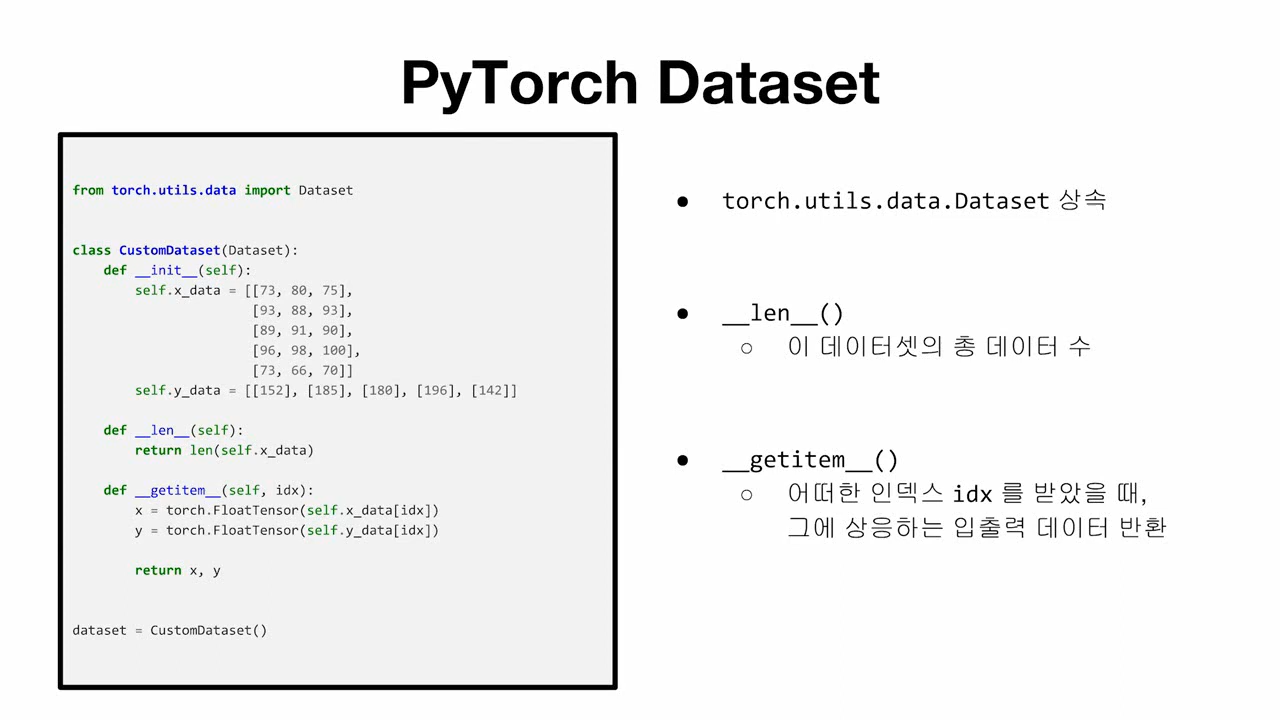 PyTorch Dataset
from torch.utils.data import Dataset
class CustomDataset(Dataset):
    def __init__(self):
        self.x_data = [[73, 80, 75],
                       [93, 88, 93],
                       [89, 91, 90],
                       [96, 98, 100],
                       [73, 66, 70]]
        self.y_data = [[152], [185], [180], [196], [142]]
    def __len__(self):
        return len(self.x_data)
    def __getitem__(self, idx):
        x = torch.FloatTensor(self.x_data[idx])
        y = torch.FloatTensor(self.y_data[idx])
        return x, y
dataset = CustomDataset()
● torch.utils.data.Dataset 상속
● __len__()
○ 이 데이터셋의 총 데이터 수
● __getitem__()
○ 어떠한 인덱스 idx 를 받았을 때,
그에 상응하는 입출력 데이터 반환